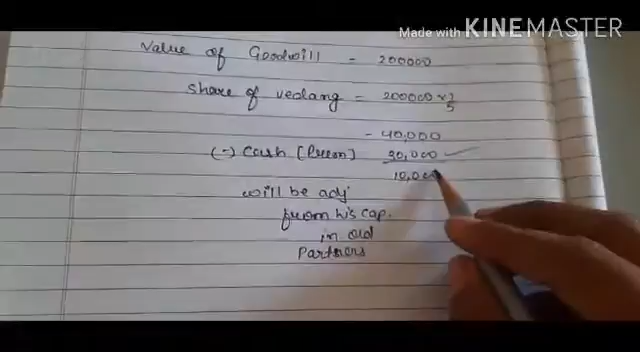 Made with KINEMASTER
Value of Goodwill = 200000
Share of vedang = 200000 × 1/5
= 40,000
(-) Cash [Prem] 30,000
10,000
will be adj
from his cap.
in old
Partners